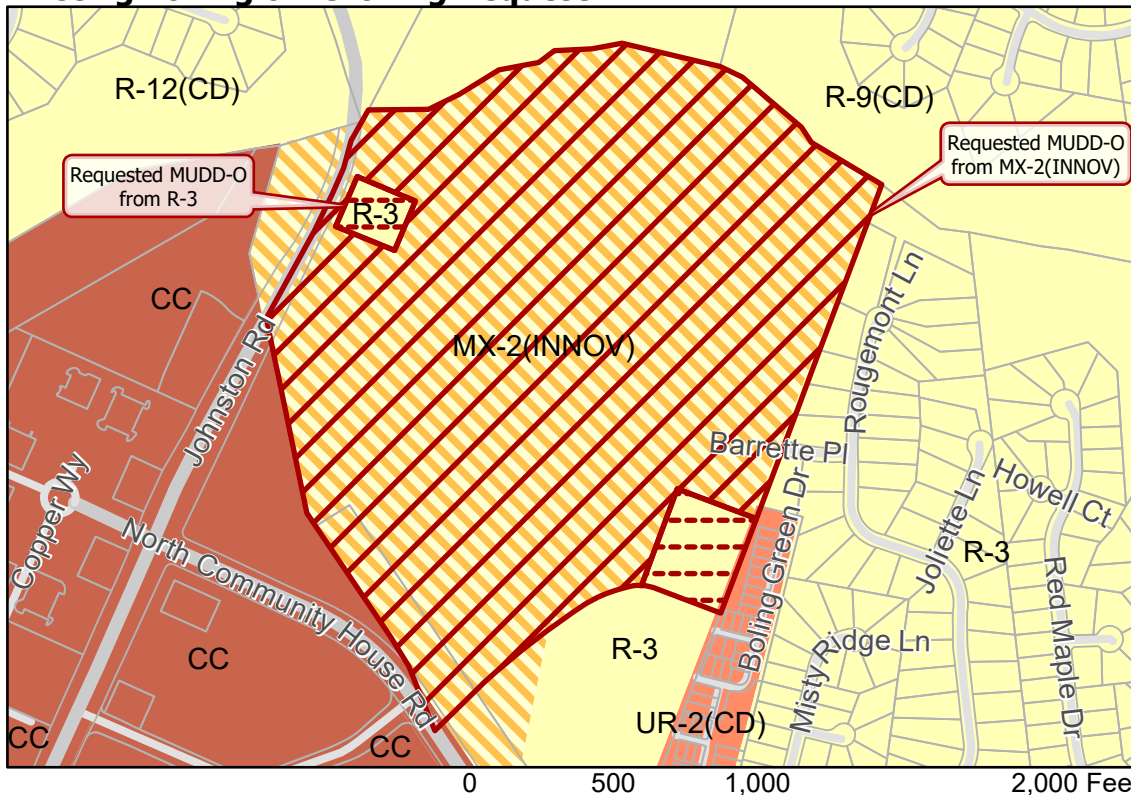 R-12(CD)
R-9(CD)
Requested MUDD-O
from R-3
Requested MUDD-O
from MX-2(INNOV)
R-3
CC
MX-2(INNOV)
Johnston Rd
Rougemont Ln
Barrette Pl
Howell Ct
Copper Wy
North Community House Rd
Boling Green Dr
Joliette Ln
R-3
Red Maple Dr
CC
R-3
Misty Ridge Ln
UR-2(CD)
CC
CC
0 500 1,000 2,000 Fee